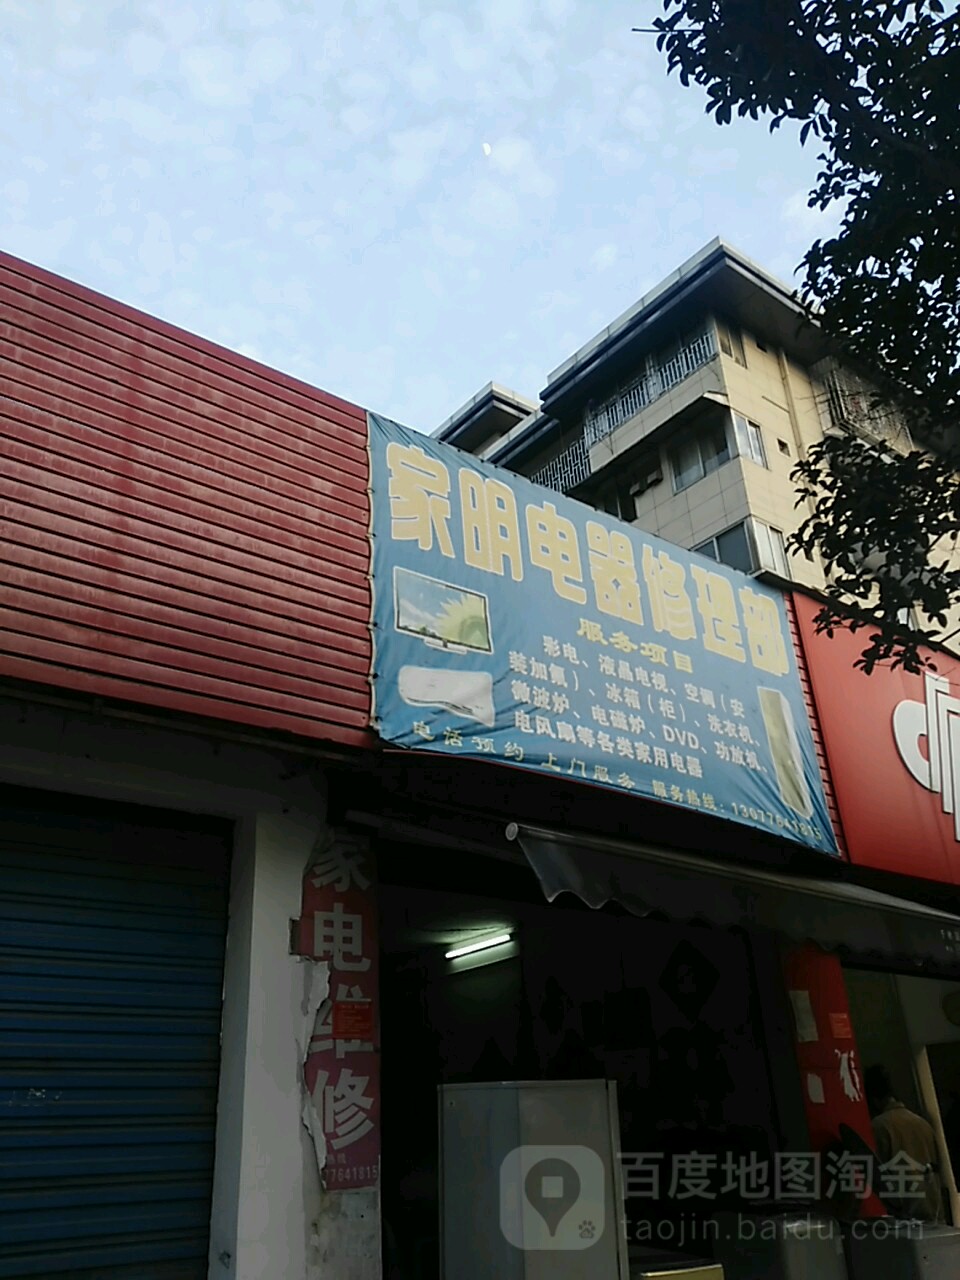 家明电器修理部
服务项目
彩电、液晶电视、空调（安
装加氟）、冰箱（柜）、洗衣机、
微波炉、电磁炉、DVD、功放机、
电风扇等各类家用电器
电话预约 上门服务 服务热线：13077641815
家电维修
77641815
百度地图淘金
taojin.baidu.com